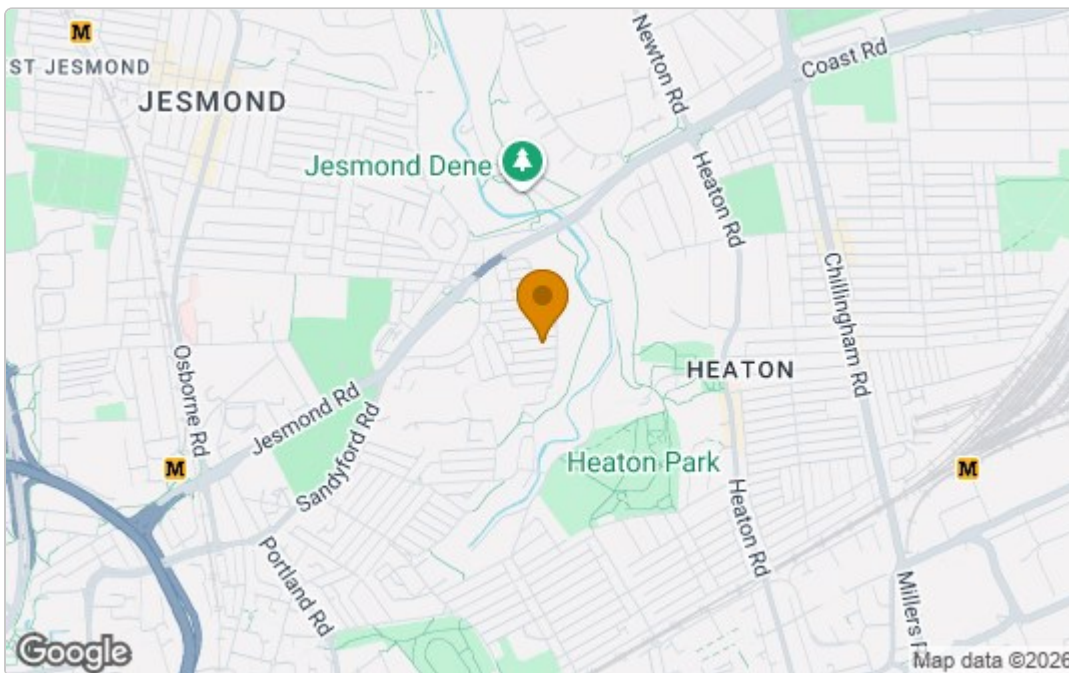 M
ST JESMOND
JESMOND
Newton Rd
Coast Rd
Jesmond Dene
Heaton Rd
Chillingham Rd
Osborne Rd
Jesmond Rd
Sandyford Rd
HEATON
M
Heaton Park
M
Heaton Rd
Portland Rd
Millers R
Google
Map data ©2026